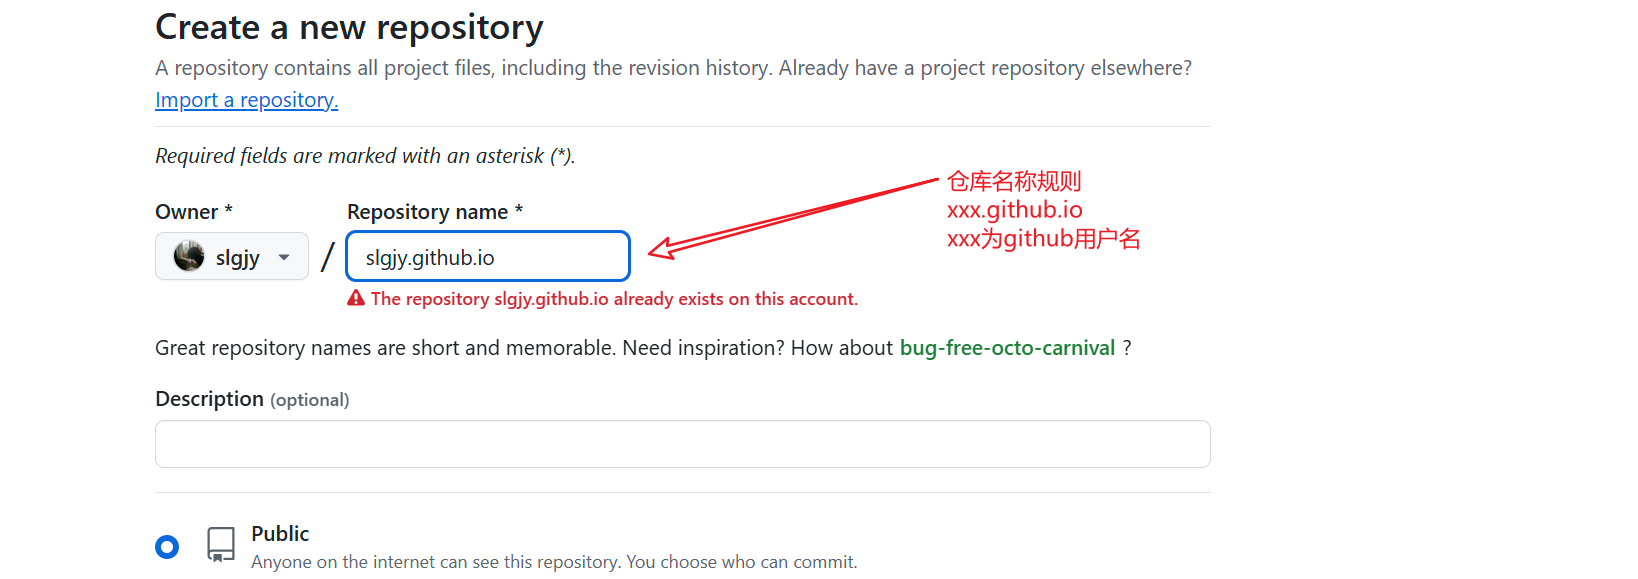 Create a new repository
A repository contains all project files, including the revision history. Already have a project repository elsewhere?
Import a repository.
Required fields are marked with an asterisk (*).
Owner *
Repository name *
slgjy
/
slgjy.github.io
The repository slgjy.github.io already exists on this account.
仓库名称规则
xxx.github.io
xxx为github用户名
Great repository names are short and memorable. Need inspiration? How about bug-free-octo-carnival ?
Description (optional)
Public
Anyone on the internet can see this repository. You choose who can commit.